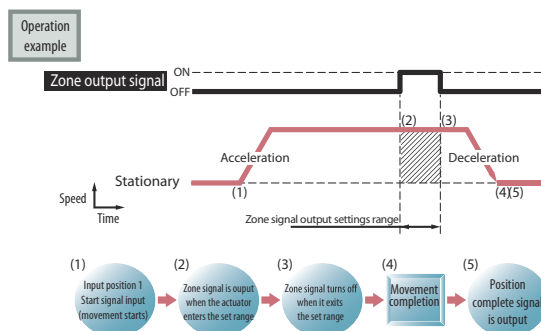 Operation
example
Zone output signal
ON
OFF
(2)
(3)
Acceleration
Deceleration
Stationary
(1)
(4)(5)
Speed
Time
Zone signal output settings range
(1)
Input position 1
Start signal input
(movement starts)
(2)
Zone signal is ouput
when the actuator
enters the set range
(3)
Zone signal turns off
when it exits
the set range
(4)
Movement
completion
(5)
Position
complete signal
is output